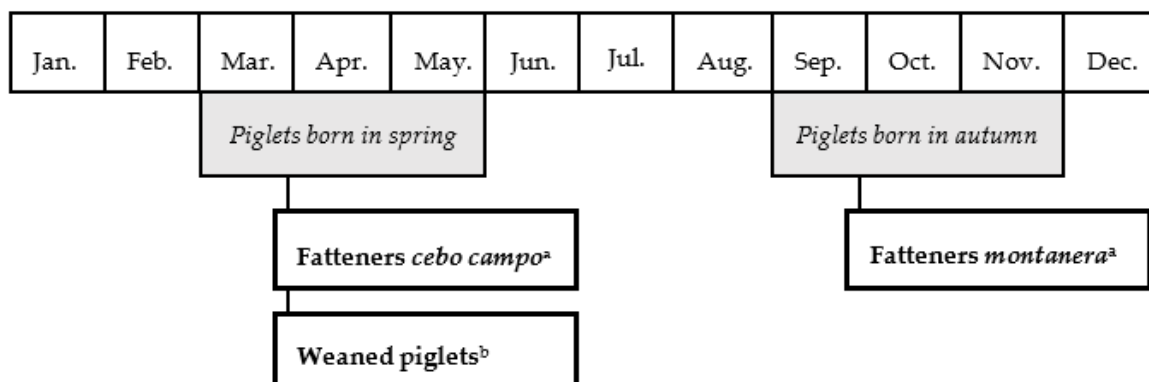 Jan. Feb. Mar. Apr. May. Jun. Jul. Aug. Sep. Oct. Nov. Dec.
Piglets born in spring Piglets born in autumn
Fatteners cebo campoᵃ Fatteners montaneraᵃ
Weaned pigletsᵇ